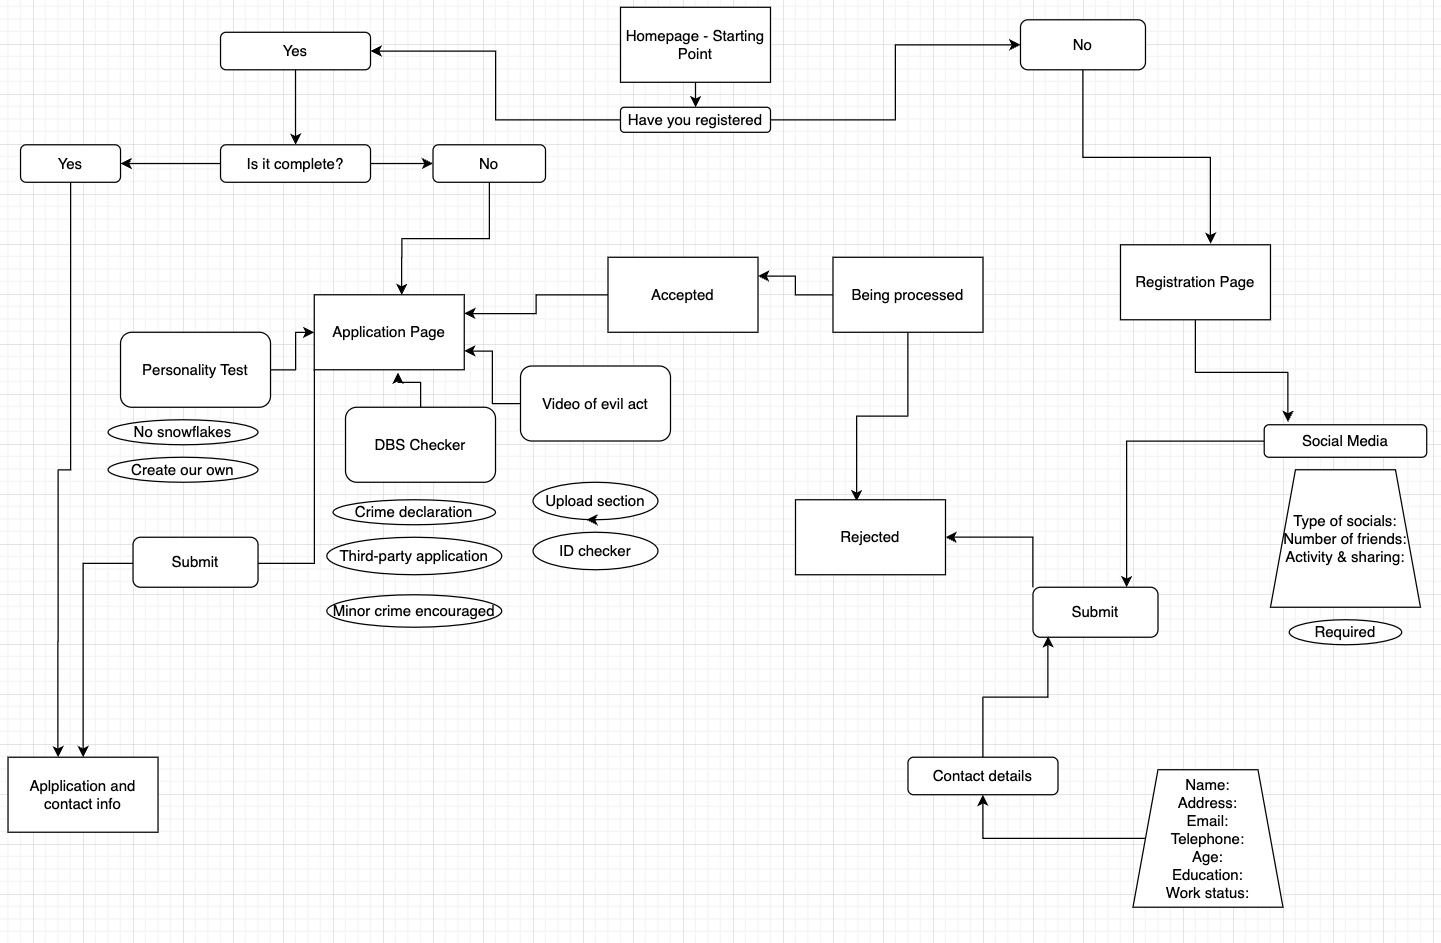 Homepage - Starting
Point
Yes
No
Have you registered
Yes
Is it complete?
No
Registration Page
Accepted
Being processed
Application Page
Personality Test
Video of evil act
No snowflakes
DBS Checker
Social Media
Create our own
Upload section
Crime declaration
Type of socials:
Number of friends:
Activity & sharing:
Rejected
ID checker
Third-party application
Submit
Minor crime encouraged
Submit
Required
Contact details
Aplplication and
contact info
Name:
Address:
Email:
Telephone:
Age:
Education:
Work status: